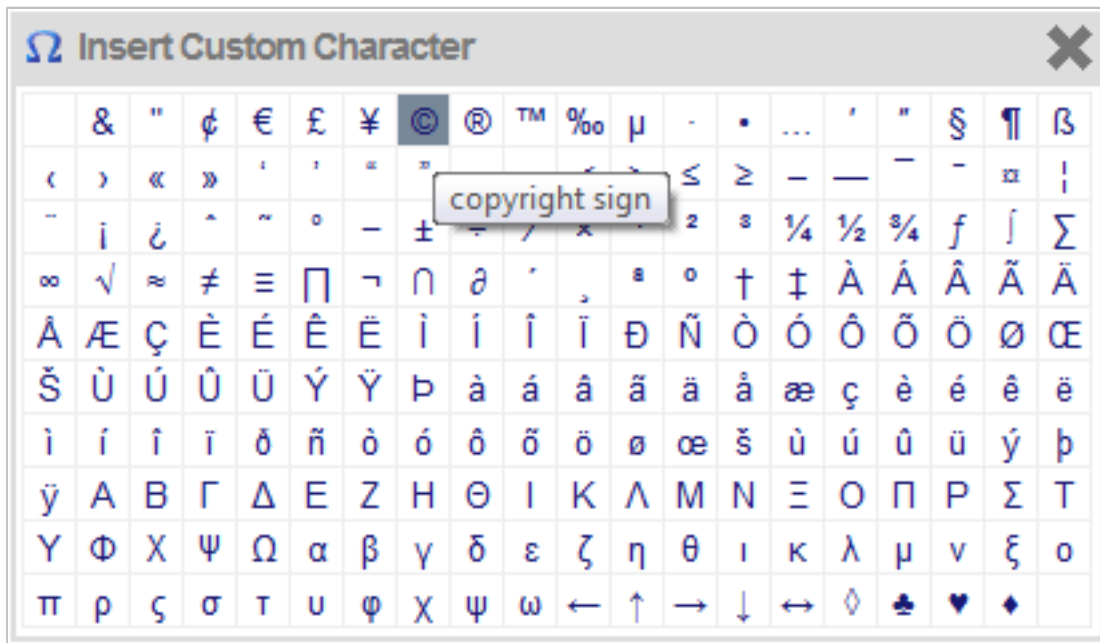 Ω Insert Custom Character
& " ¢ € £ ¥ © ® ™ ‰ µ · • … ′ ″ § ¶ ß
‹ › « » ‘ ’ “ ” ≤ ≥ – — ¯ ‾ ¤ ¦
copyright sign
¨ ¡ ¿ ˆ ˜ ° − ± ÷ ⁄ × ² ³ ¼ ½ ¾ ƒ ∫ ∑
∞ √ ≈ ≠ ≡ ∏ ¬ ∩ ∂ ´ ¸ ª º † ‡ À Á Â Ã Ä
Å Æ Ç È É Ê Ë Ì Í Î Ï Ð Ñ Ò Ó Ô Õ Ö Ø Œ
Š Ù Ú Û Ü Ý Ÿ Þ à á â ã ä å æ ç è é ê ë
ì í î ï ð ñ ò ó ô õ ö ø œ š ù ú û ü ý þ
ÿ Α Β Γ Δ Ε Ζ Η Θ Ι Κ Λ Μ Ν Ξ Ο Π Ρ Σ Τ
Υ Φ Χ Ψ Ω α β γ δ ε ζ η θ ι κ λ μ ν ξ ο
π ρ ς σ τ υ φ χ ψ ω ← ↑ → ↓ ↔ ◊ ♣ ♥ ♦